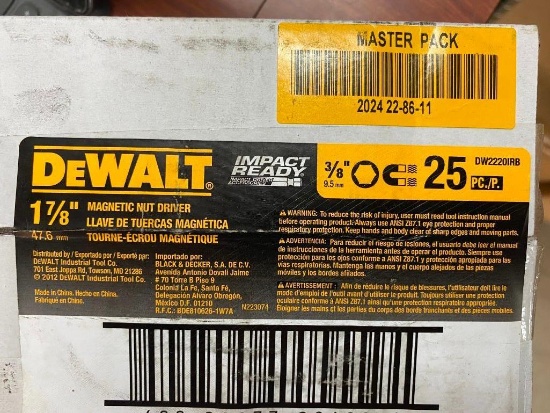 MASTER PACK
2024 22-86-11
DEWALT®
IMPACT
READY
3/8"
9.5 mm
25
PC./P.
DW2220IRB
1 7/8"
47.6 mm
MAGNETIC NUT DRIVER
LLAVE DE TUERCAS MAGNÉTICA
TOURNE-ÉCROU MAGNÉTIQUE
Distributed by / Exportado por / Exporté par:
DEWALT Industrial Tool Co.
701 East Joppa Rd, Towson, MD 21286
© 2012 DEWALT Industrial Tool Co.
Made in China. Hecho en China.
Fabriqué en Chine.
Importado por:
BLACK & DECKER, S.A. DE C.V.
Avenida Antonio Dovali Jaime
# 70 Torre B Piso 9
Colonia La Fé, Santa Fé,
Delegación Alvaro Obregón,
México D.F. 01210
R.F.C.: BDE810626-1W7A
N223074
WARNING: To reduce the risk of injury, user must read tool instruction manual
before operating product. Always use ANSI Z87.1 eye protection and proper
respiratory protection. Keep hands and body clear of sharp edges and moving parts.
ADVERTENCIA: Para reducir el riesgo de lesiones, el usuario debe leer el manual
de instrucciones de la herramienta antes de operar el producto. Siempre use
protección para los ojos conforme a ANSI Z87.1 y protección apropiada para las
vías respiratorias. Mantenga las manos y el cuerpo alejados de las piezas
móviles y los bordes afilados.
AVERTISSEMENT : Afin de réduire le risque de blessures, l'utilisateur doit lire le
mode d'emploi de l'outil avant d'utiliser le produit. Toujours utiliser une protection
oculaire conforme à ANSI Z87.1 ainsi qu'une protection respiratoire appropriée.
Éloigner les mains et les parties du corps des bords tranchants et des pièces mobiles.